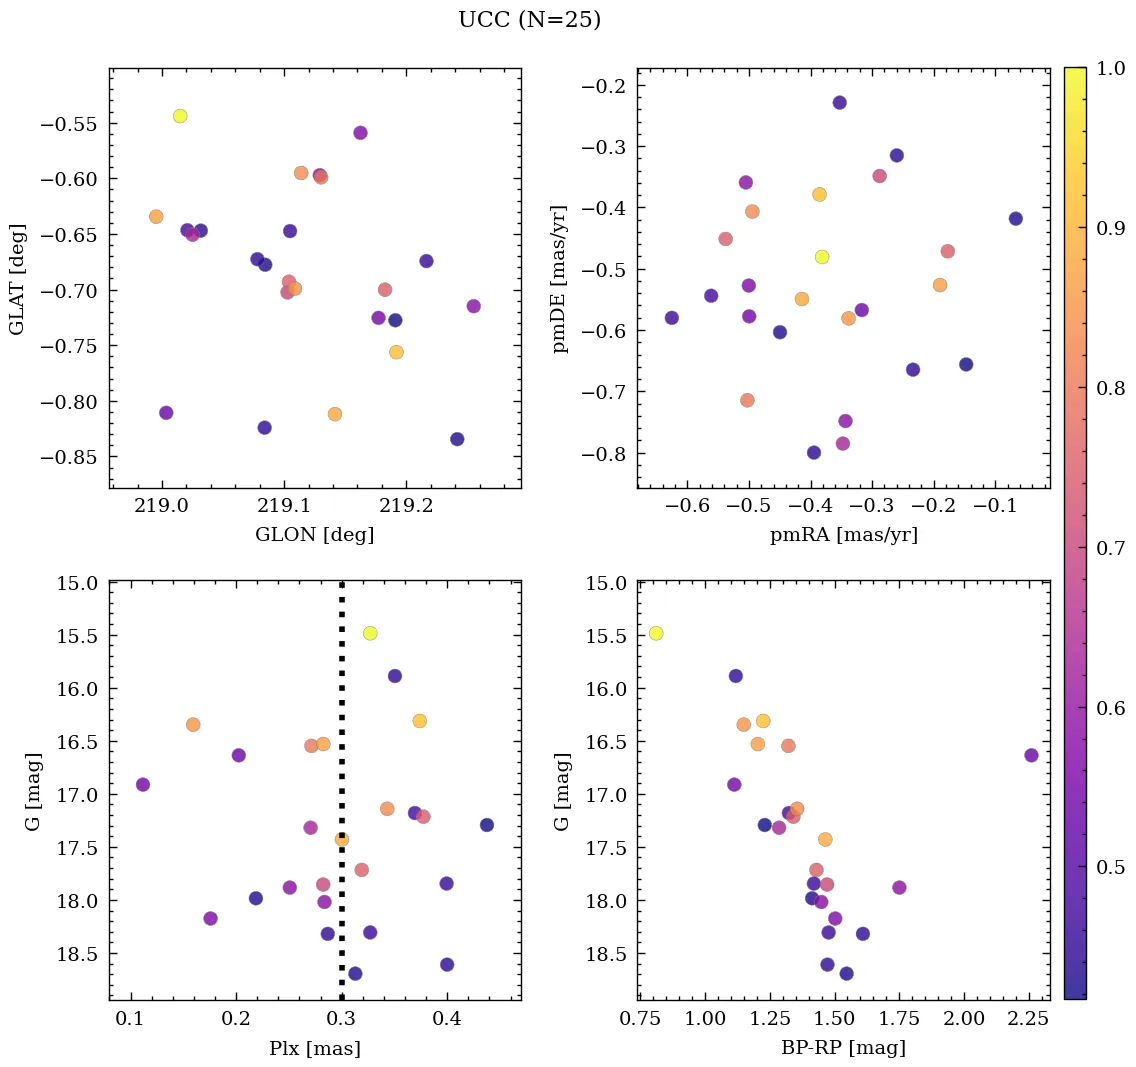 UCC (N=25)
−0.55
−0.60
−0.65
−0.70
−0.75
−0.80
−0.85
GLAT [deg]
219.0 219.1 219.2
GLON [deg]
−0.2
−0.3
−0.4
−0.5
−0.6
−0.7
−0.8
pmDE [mas/yr]
−0.6 −0.5 −0.4 −0.3 −0.2 −0.1
pmRA [mas/yr]
1.0
0.9
0.8
0.7
0.6
0.5
15.0
15.5
16.0
16.5
17.0
17.5
18.0
18.5
G [mag]
0.1 0.2 0.3 0.4
Plx [mas]
15.0
15.5
16.0
16.5
17.0
17.5
18.0
18.5
G [mag]
0.75 1.00 1.25 1.50 1.75 2.00 2.25
BP-RP [mag]